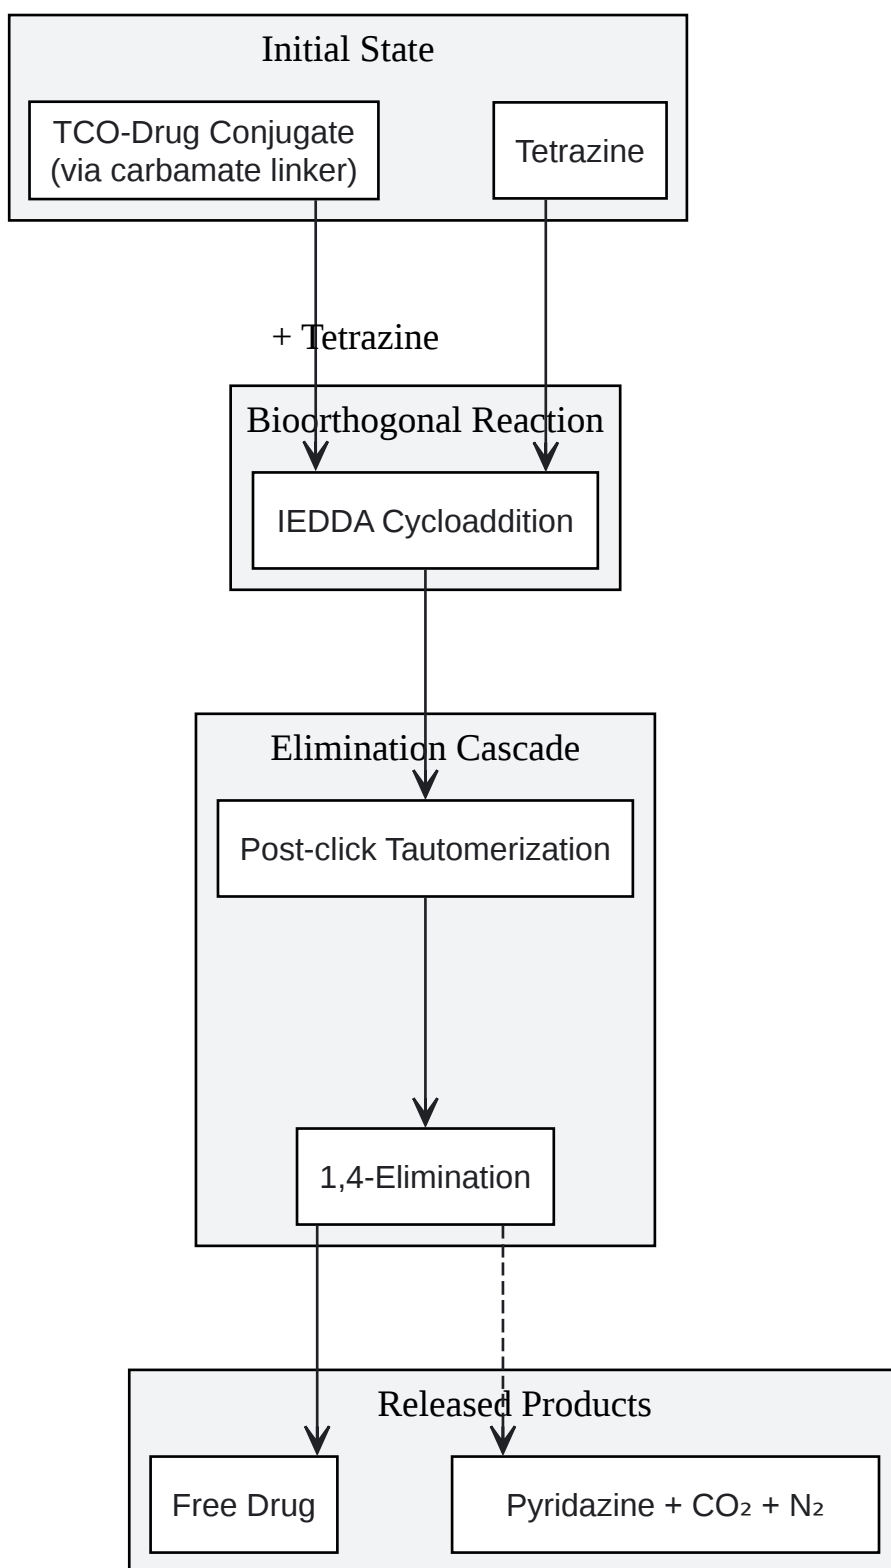 Initial State
TCO-Drug Conjugate
(via carbamate linker)
Tetrazine
+ Tetrazine
Bioorthogonal Reaction
IEDDA Cycloaddition
Elimination Cascade
Post-click Tautomerization
1,4-Elimination
Released Products
Free Drug
Pyridazine + CO₂ + N₂